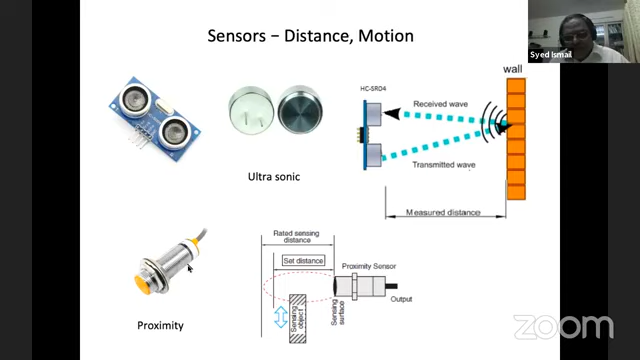 Sensors – Distance, Motion
Syed Ismail
wall
HC-SR04
Received wave
Transmitted wave
Ultra sonic
Measured distance
Rated sensing
distance
Set distance
Proximity Sensor
Output
Sensing
surface
Sensing
object
Proximity
zoom